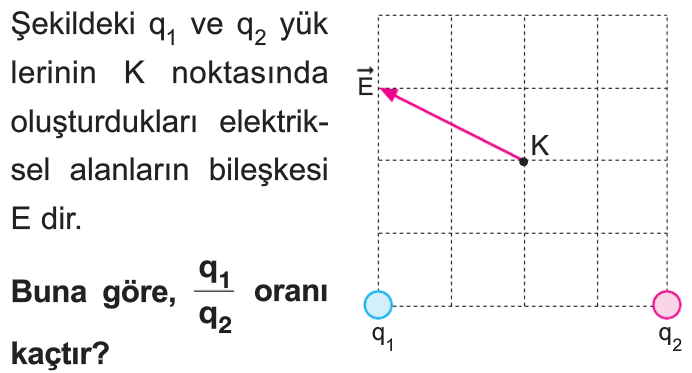 Şekildeki q₁ ve q₂ yük
lerinin K noktasında
oluşturdukları elektrik-
sel alanların bileşkesi
E dir.
Buna göre, q₁/q₂ oranı
kaçtır?
E⃗
K
q₁
q₂